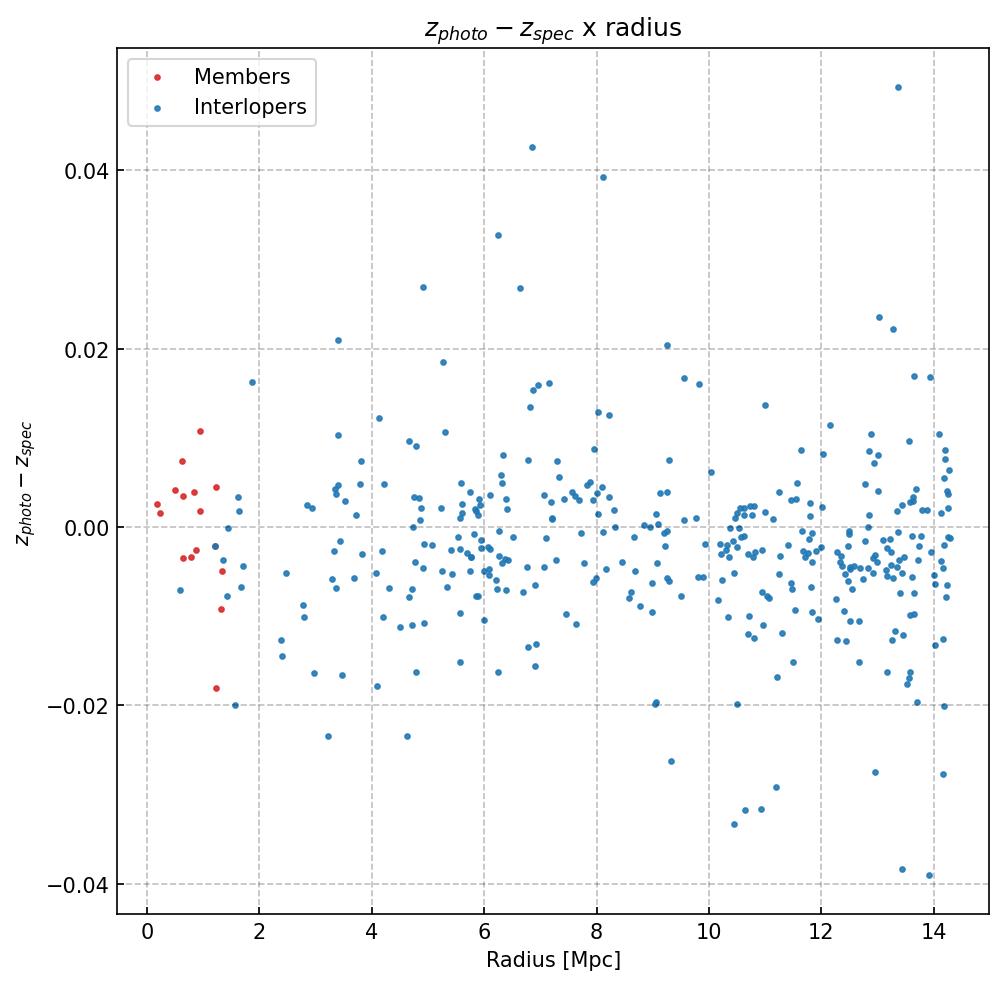 z_photo − z_spec x radius
Members
Interlopers
0.04
0.02
0.00
−0.02
−0.04
z_photo − z_spec
0 2 4 6 8 10 12 14
Radius [Mpc]